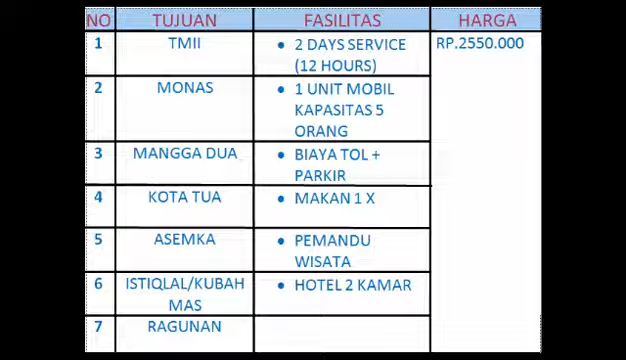 NO TUJUAN FASILITAS HARGA
1 TMII • 2 DAYS SERVICE RP.2550.000
(12 HOURS)
2 MONAS • 1 UNIT MOBIL
KAPASITAS 5
ORANG
3 MANGGA DUA • BIAYA TOL +
PARKIR
4 KOTA TUA • MAKAN 1 X
5 ASEMKA • PEMANDU
WISATA
6 ISTIQLAL/KUBAH • HOTEL 2 KAMAR
MAS
7 RAGUNAN